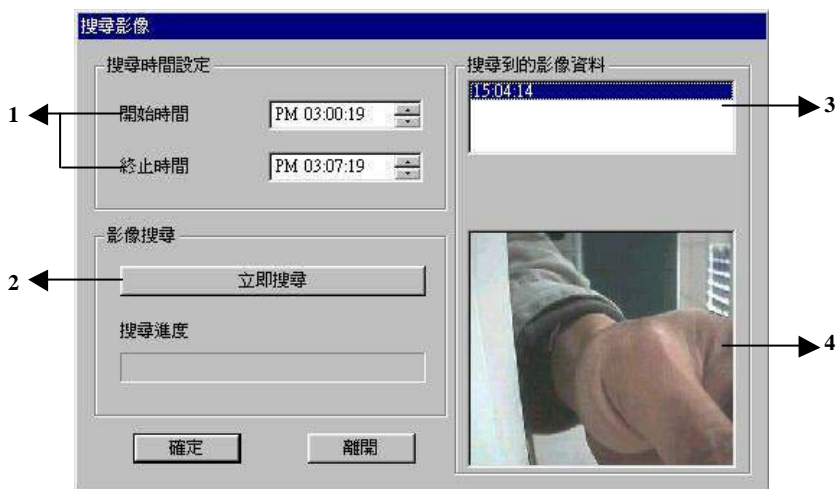 搜尋影像
搜尋時間設定
1
開始時間
PM 03:00:19
終止時間
PM 03:07:19
影像搜尋
2
立即搜尋
搜尋進度
確定
離開
搜尋到的影像資料
15:04:14
3
4